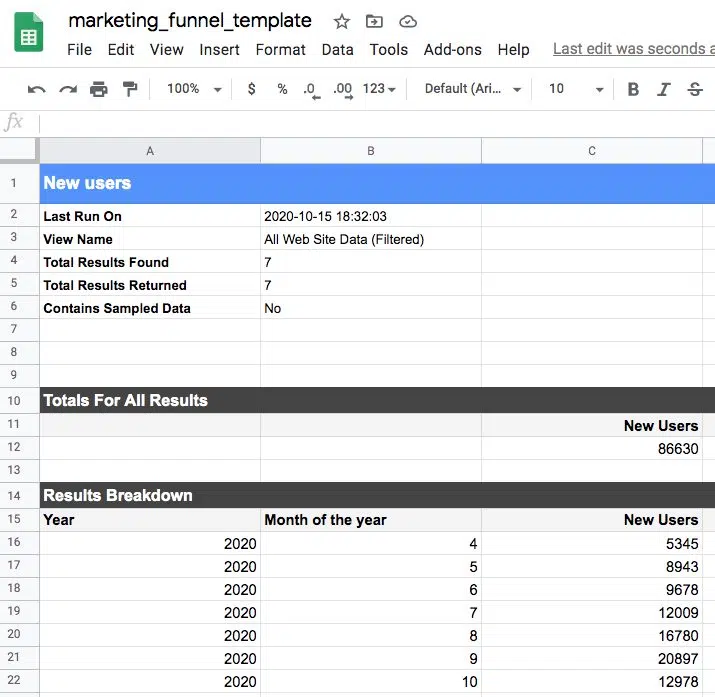 marketing_funnel_template
File Edit View Insert Format Data Tools Add-ons Help Last edit was seconds
100% $ % .0 .00 123 Default (Ari... 10 B I S
fx
A B C
1 New users
2 Last Run On 2020-10-15 18:32:03
3 View Name All Web Site Data (Filtered)
4 Total Results Found 7
5 Total Results Returned 7
6 Contains Sampled Data No
7
8
9
10 Totals For All Results
11 New Users
12 86630
13
14 Results Breakdown
15 Year Month of the year New Users
16 2020 4 5345
17 2020 5 8943
18 2020 6 9678
19 2020 7 12009
20 2020 8 16780
21 2020 9 20897
22 2020 10 12978